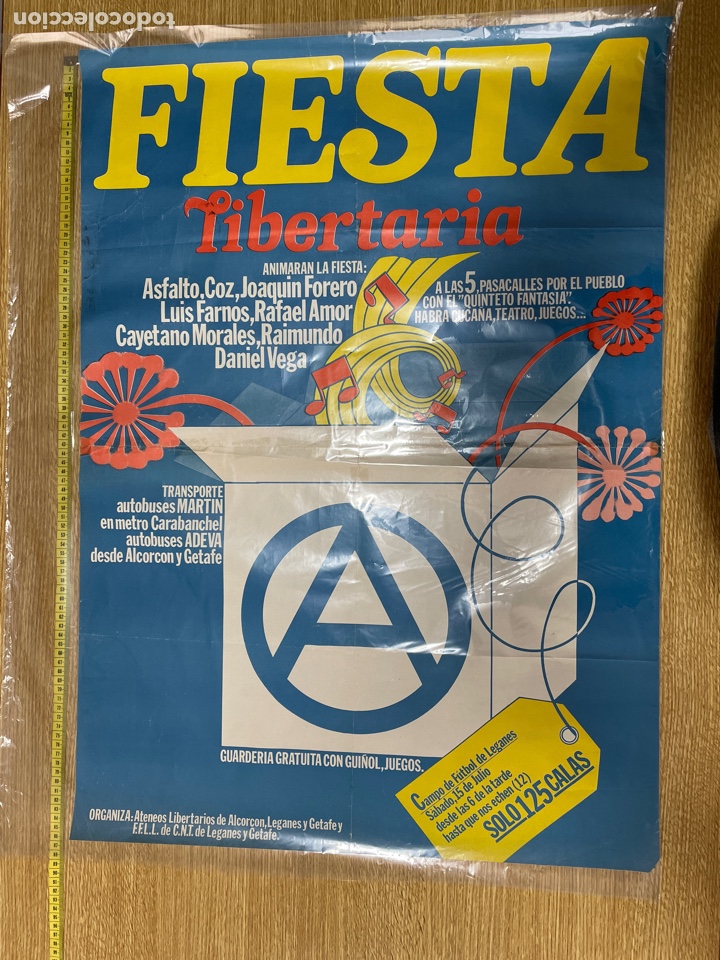 todocoleccion
FIESTA
libertaria
ANIMARAN LA FIESTA:
Asfalto, Coz, Joaquin Forero
Luis Farnos, Rafael Amor
Cayetano Morales, Raimundo
Daniel Vega
A LAS 5, PASACALLES POR EL PUEBLO
CON EL "QUINTETO FANTASIA",
HABRA CUCAÑA, TEATRO, JUEGOS...
TRANSPORTE
autobuses MARTIN
en metro Carabanchel
autobuses ADEVA
desde Alcorcon y Getafe
A
GUARDERIA GRATUITA CON GUIÑOL, JUEGOS.
Campo de Fútbol de Leganes
Sábado, 15 de Julio
desde las 6 de la tarde
hasta que nos echen (12)
SOLO 125 CALAS
ORGANIZA: Ateneos Libertarios de Alcorcon, Leganes y Getafe y
F.F.L.L. de C.N.T. de Leganes y Getafe.